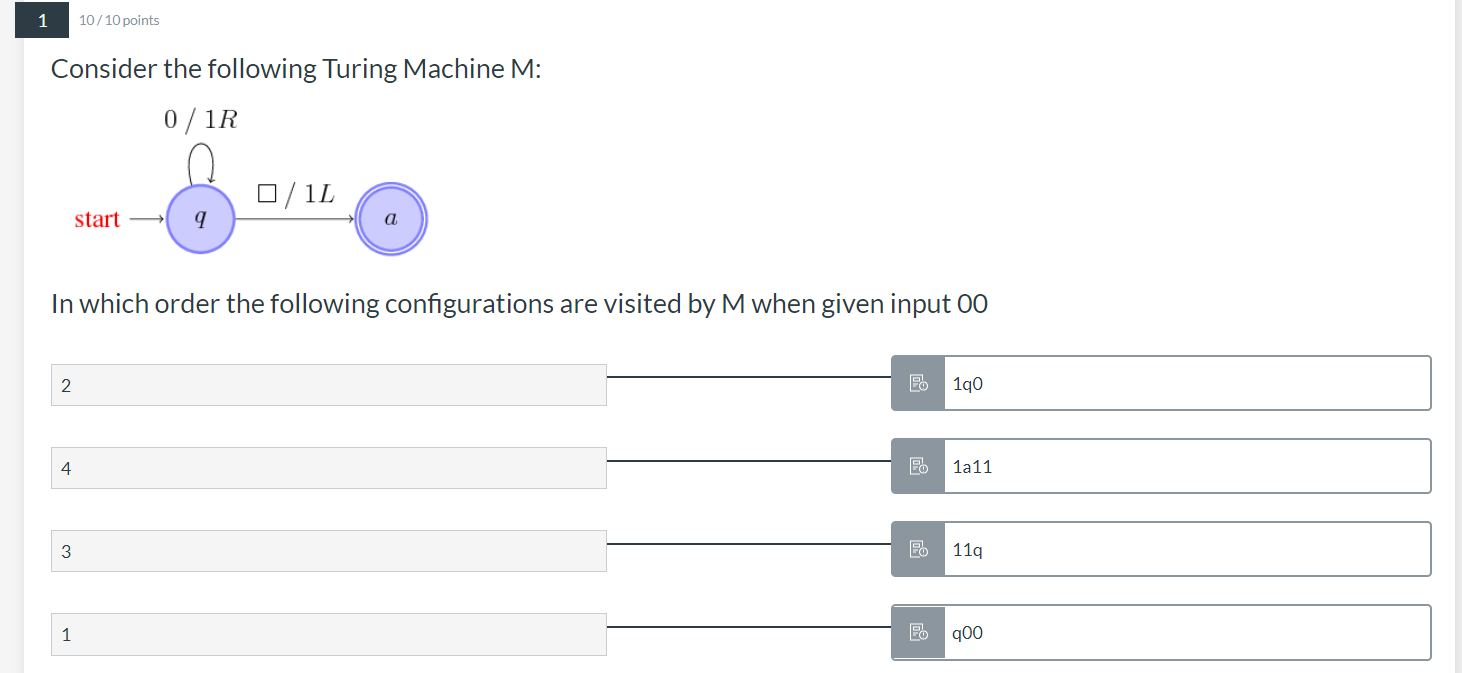 1 10 / 10 points
Consider the following Turing Machine M:
0 / 1R
□ / 1L
start q a
In which order the following configurations are visited by M when given input 00
2 1q0
4 1a11
3 11q
1 q00